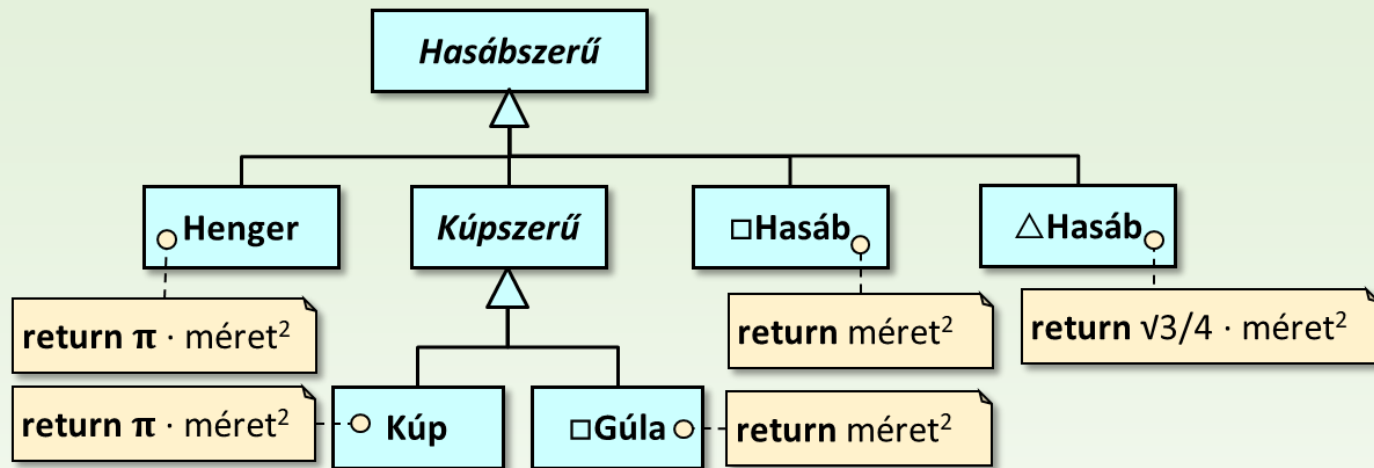 Hasábszerű
Henger
Kúpszerű
□Hasáb
△Hasáb
return π · méret²
return méret²
return √3/4 · méret²
return π · méret²
Kúp
□Gúla
return méret²